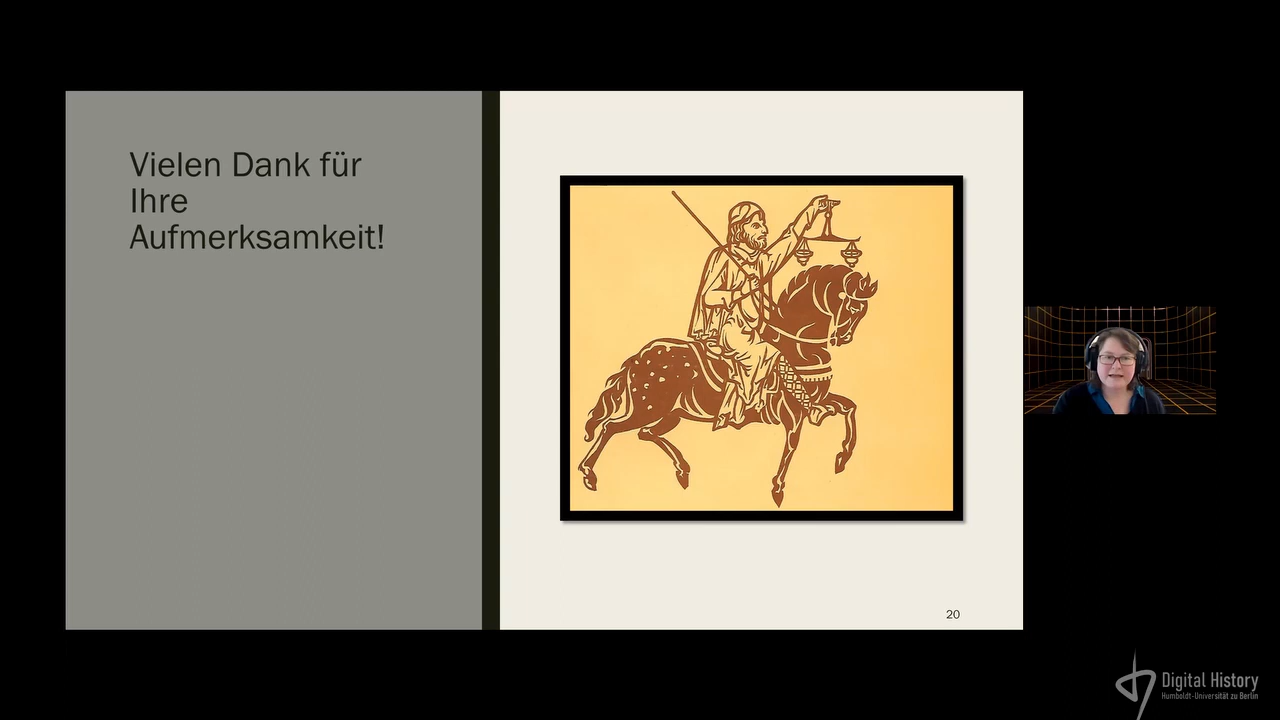 Vielen Dank für
Ihre
Aufmerksamkeit!
20
Digital History
Humboldt-Universität zu Berlin